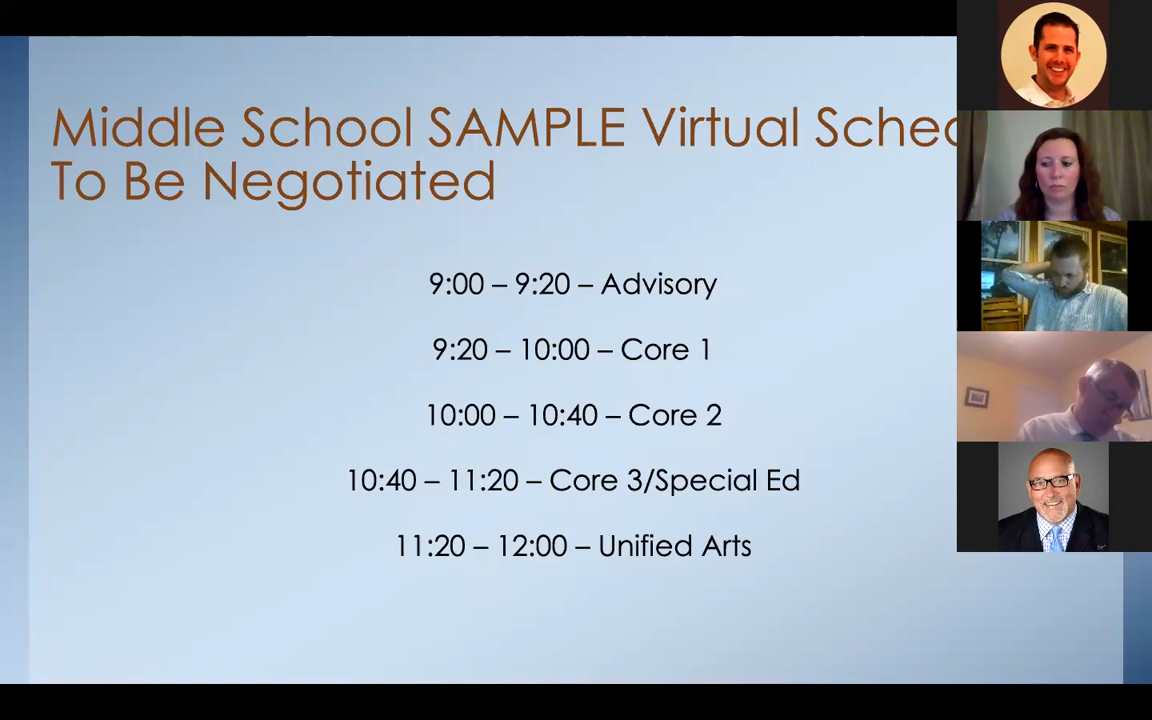 Middle School SAMPLE Virtual Sched
To Be Negotiated
9:00 – 9:20 – Advisory
9:20 – 10:00 – Core 1
10:00 – 10:40 – Core 2
10:40 – 11:20 – Core 3/Special Ed
11:20 – 12:00 – Unified Arts